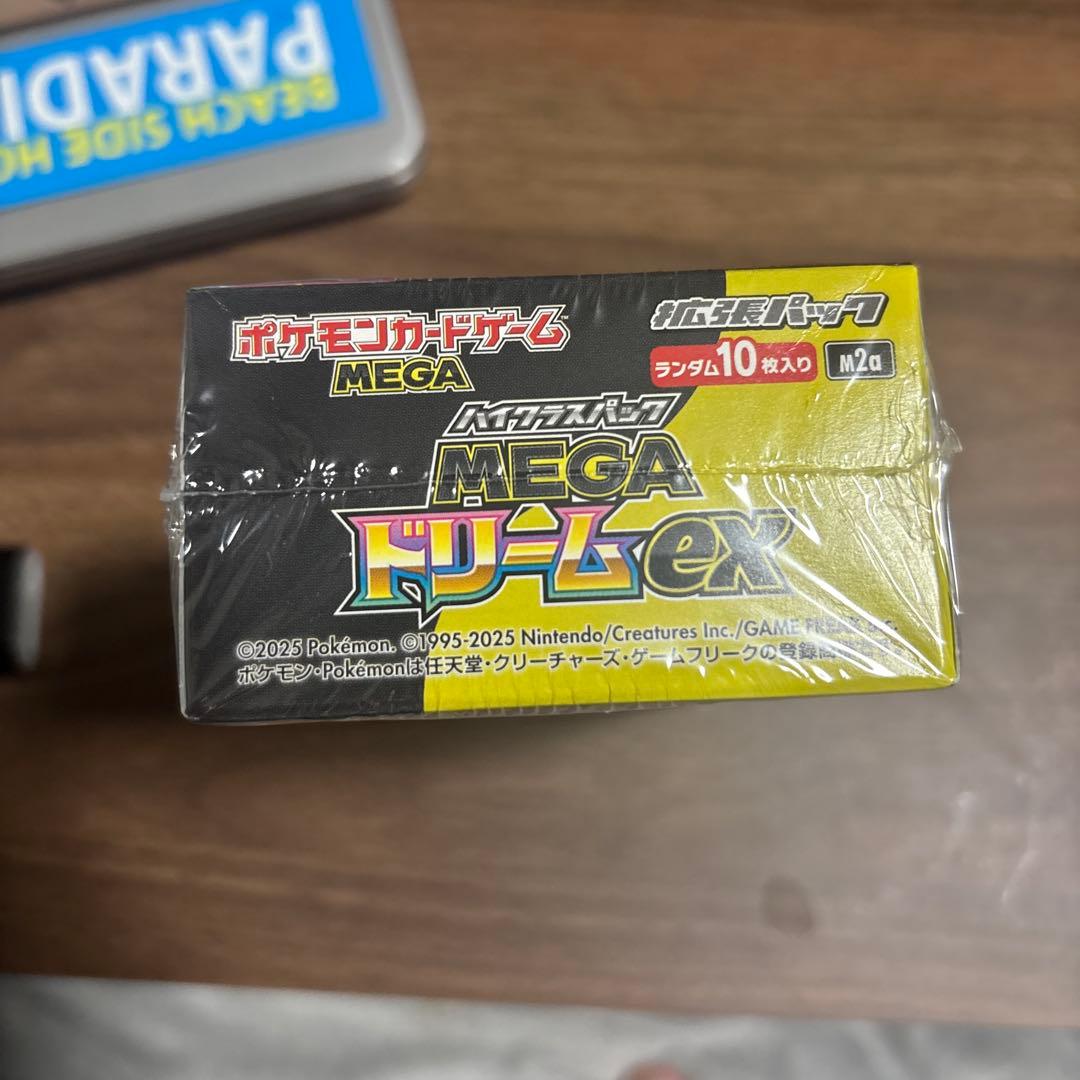 BEACH SIDE HO
PARADI
ポケモンカードゲーム
MEGA
拡張パック
ランダム10枚入り
M2a
ハイクラスパック
MEGA
ドリームex
©2025 Pokémon. ©1995-2025 Nintendo/Creatures Inc./GAME FREAK inc.
ポケモン・Pokémonは任天堂・クリーチャーズ・ゲームフリークの登録商